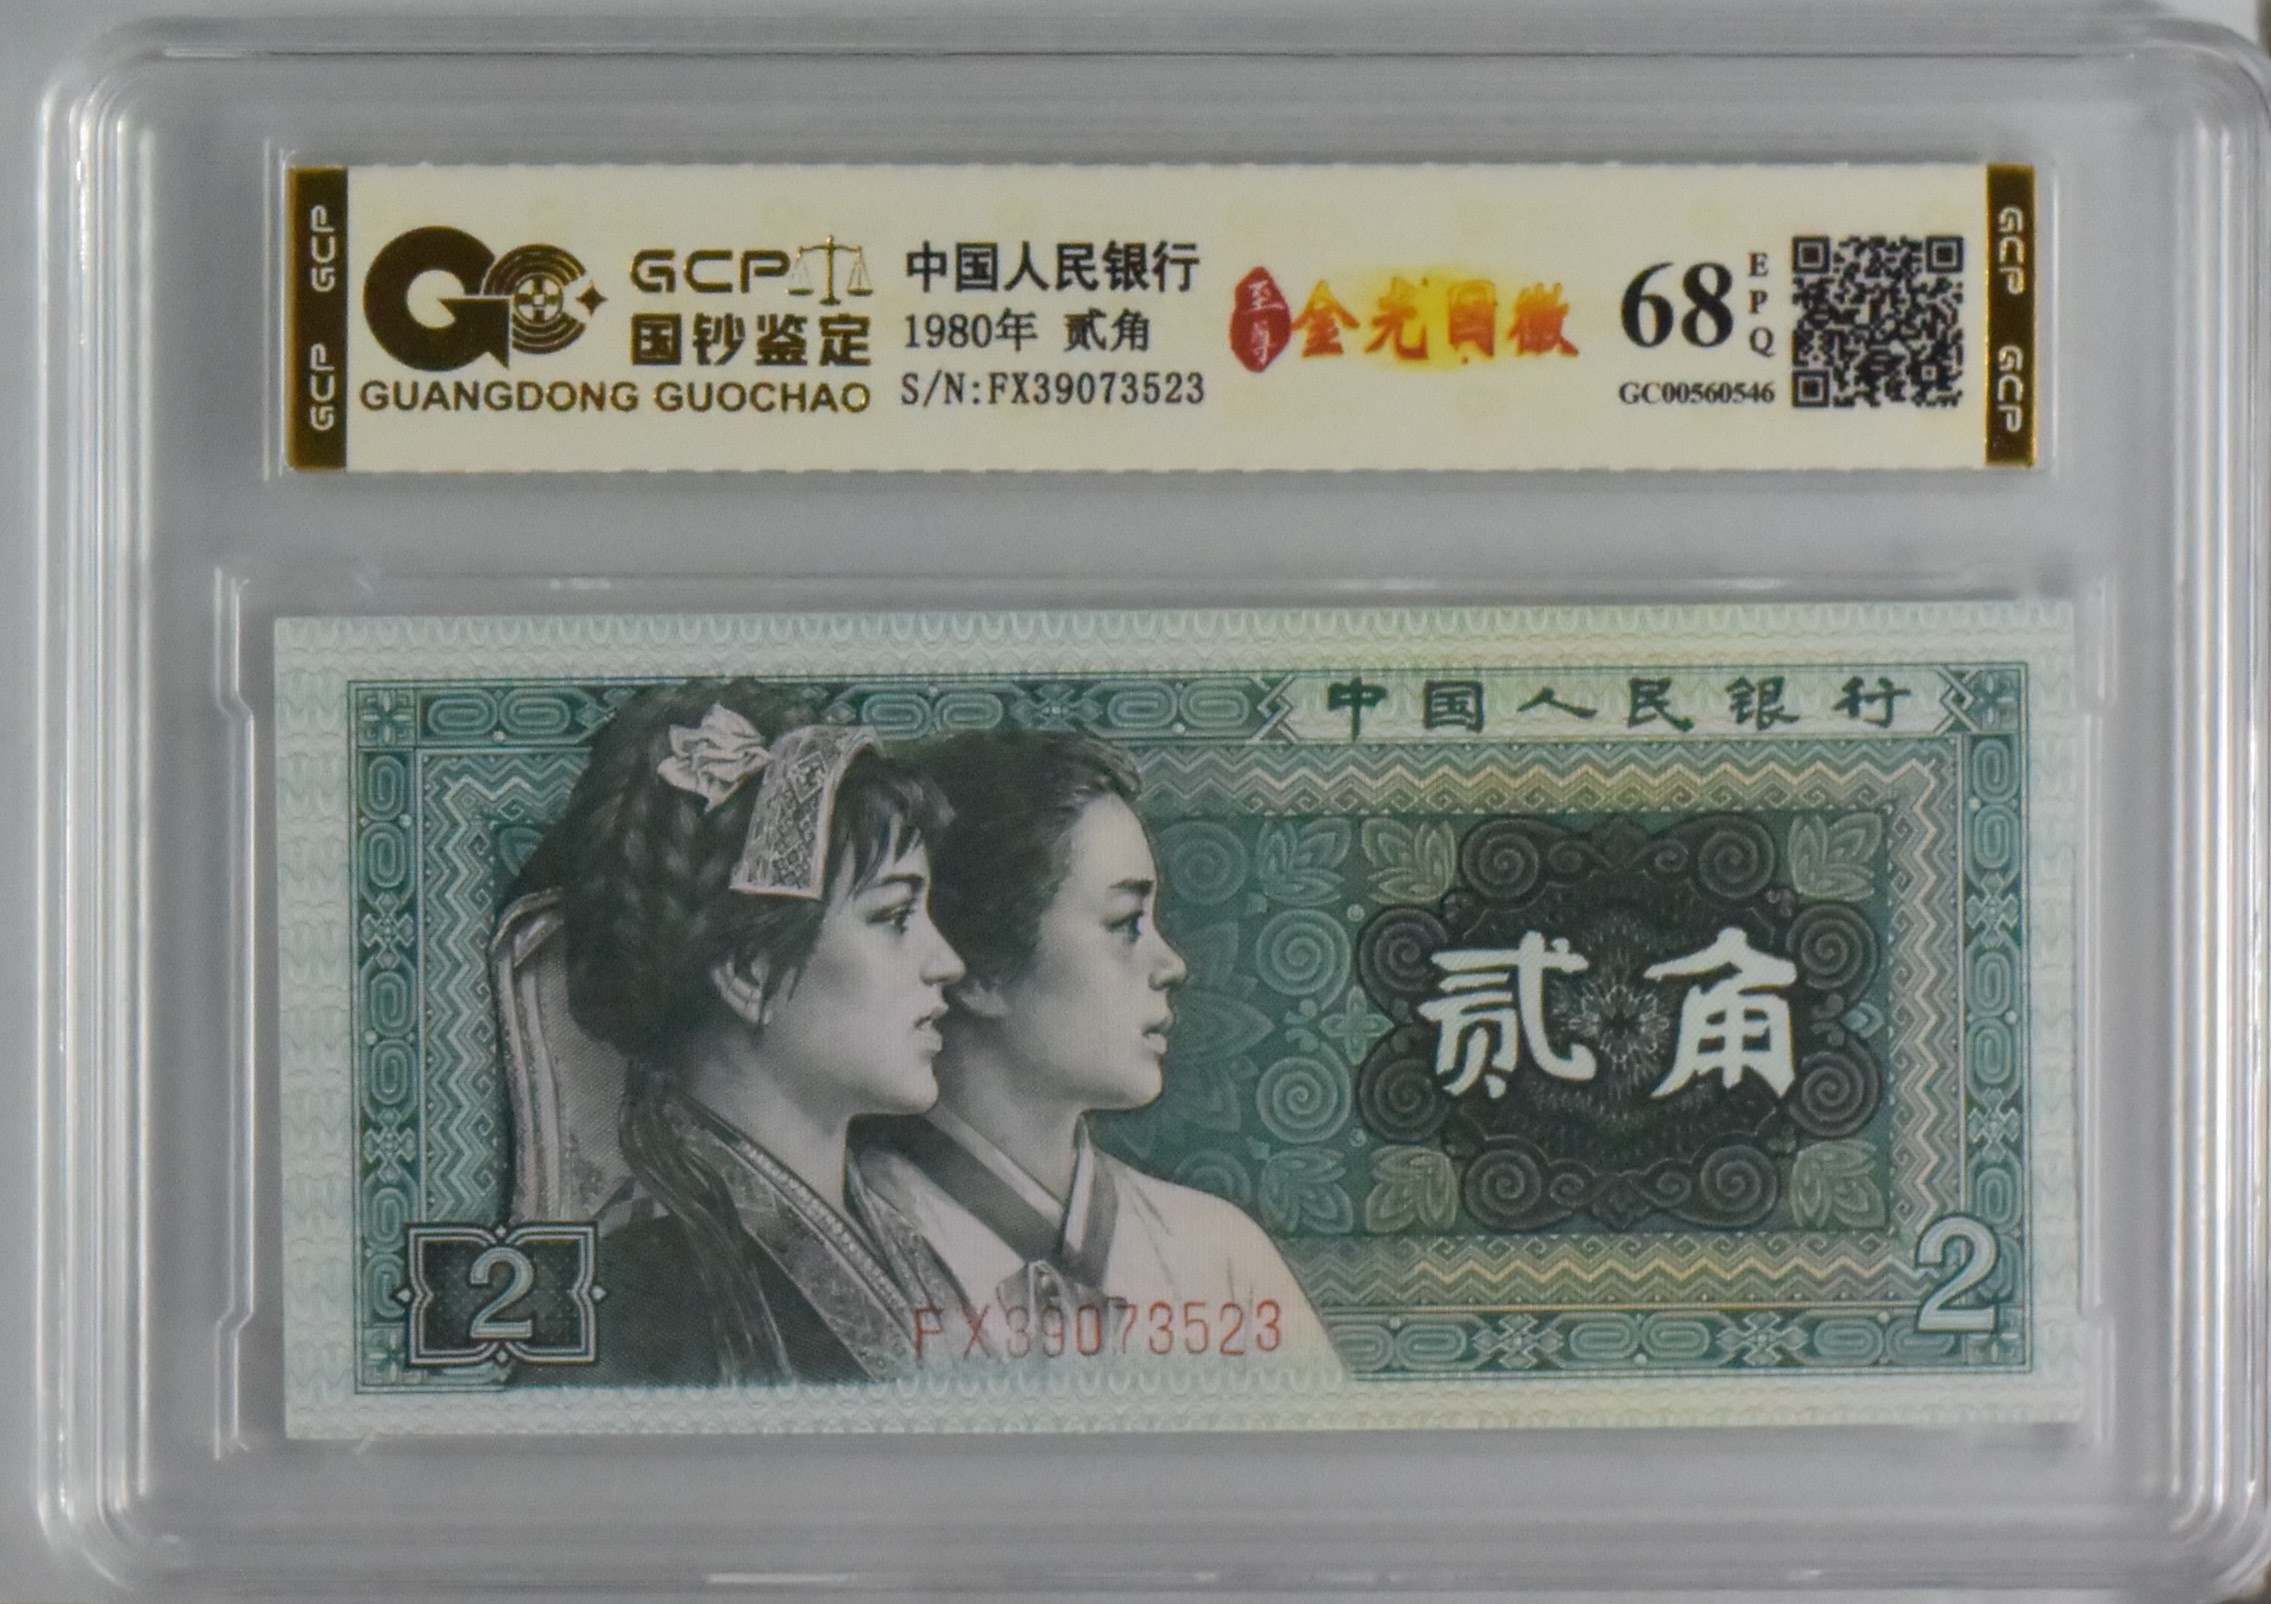 GCP GCP
GCP
国钞鉴定
GUANGDONG GUOCHAO
中国人民银行
1980年 贰角
S/N:FX39073523
至尊
金光国徽
68
EPQ
GC00560546
GCP GCP
中国人民银行
贰角
2
FX39073523
2